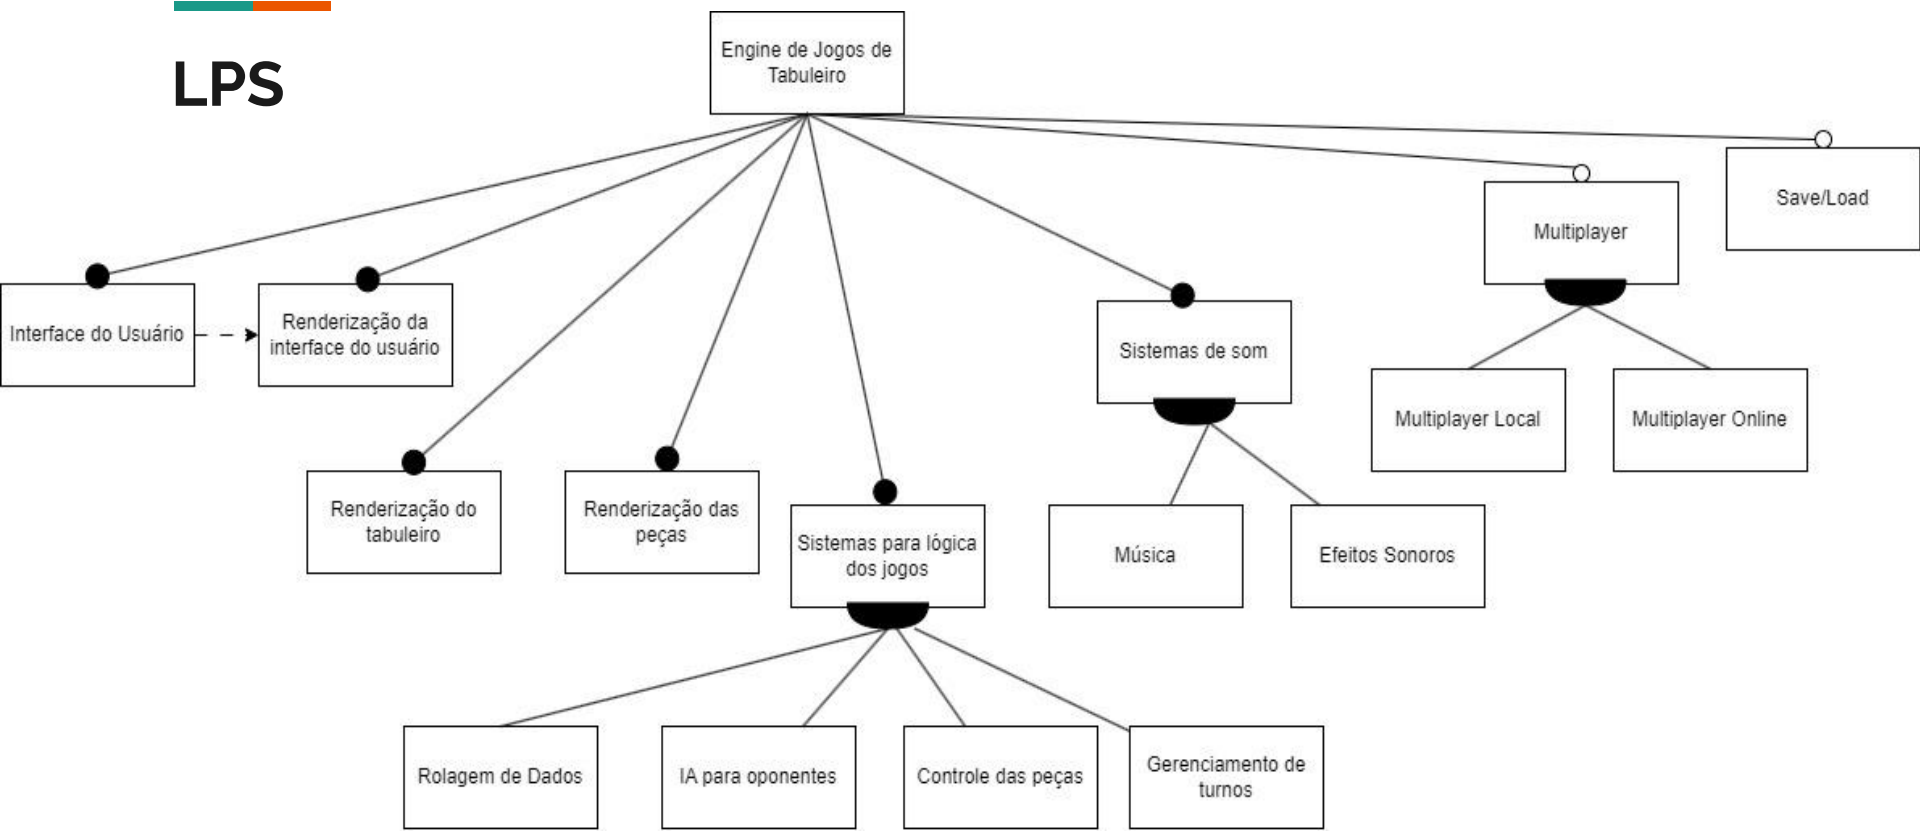 LPS
Engine de Jogos de
Tabuleiro
Save/Load
Multiplayer
Interface do Usuário
Renderização da
interface do usuário
Sistemas de som
Multiplayer Local
Multiplayer Online
Renderização do
tabuleiro
Renderização das
peças
Sistemas para lógica
dos jogos
Música
Efeitos Sonoros
Rolagem de Dados
IA para oponentes
Controle das peças
Gerenciamento de
turnos